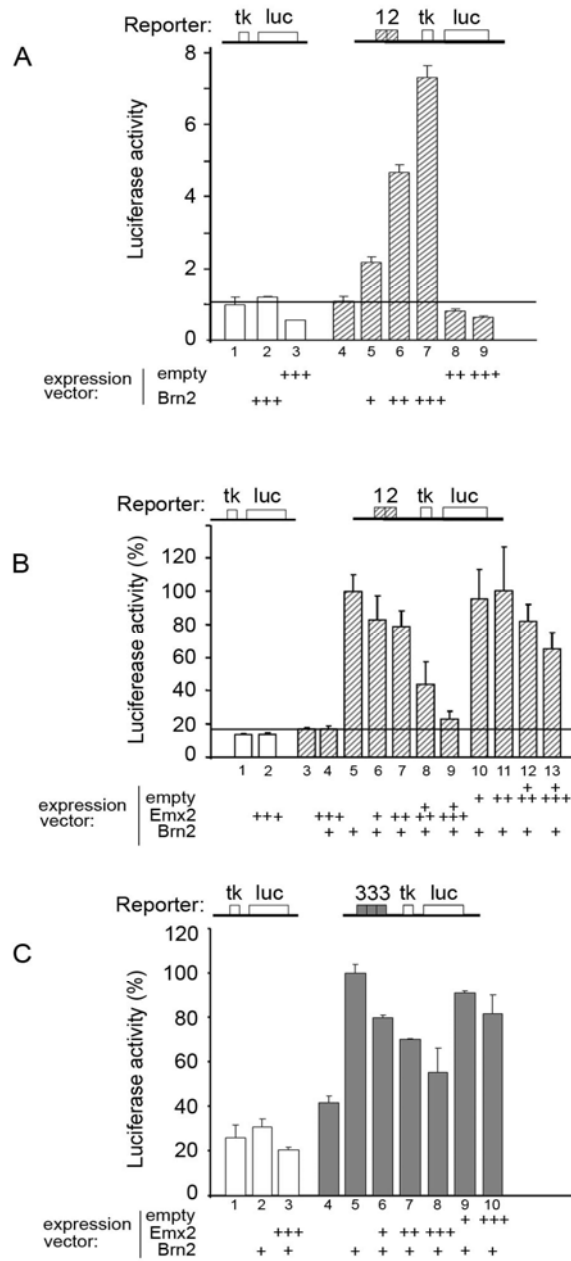 tk luc 12 tk luc
Reporter:
A
Luciferase activity
8
6
4
2
0
1 2 3 4 5 6 7 8 9
expression vector:
empty +++ ++ +++
Brn2 +++ + ++ +++
tk luc 12 tk luc
Reporter:
B
Luciferease activity (%)
120
100
80
60
40
20
0
1 2 3 4 5 6 7 8 9 10 11 12 13
expression vector:
+ + + +
empty + ++ ++ +++
Emx2 +++ +++ + ++ ++ +++
Brn2 + + + + + + + + + +
333 tk luc
tk luc
Reporter:
C
Luciferase activity (%)
120
100
80
60
40
20
0
1 2 3 4 5 6 7 8 9 10
expression vector:
empty + +++
Emx2 +++ + ++ +++
Brn2 + + + + + + + +